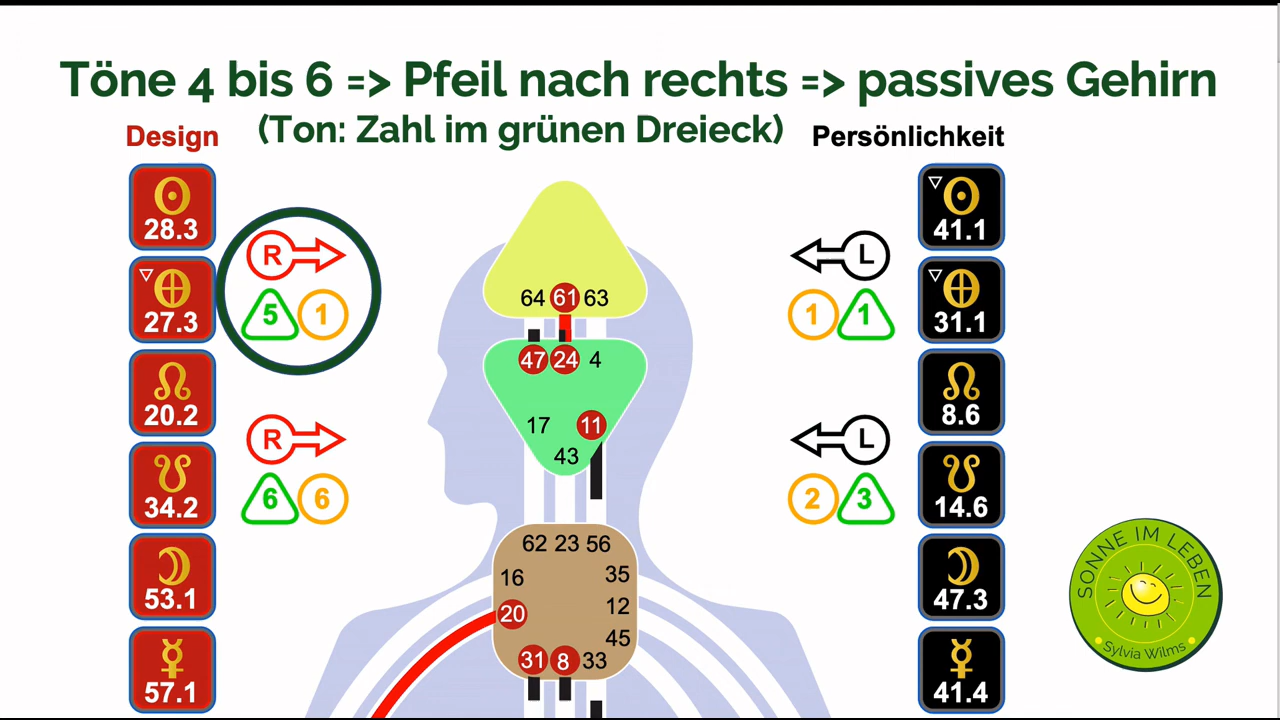 Töne 4 bis 6 => Pfeil nach rechts => passives Gehirn
(Ton: Zahl im grünen Dreieck)
Design
Persönlichkeit
28.3
27.3
20.2
34.2
53.1
57.1
R
5 1
R
6 6
64 61 63
47 24 4
17 11
43
62 23 56
16 35
20 12
45
31 8 33
L
1 1
L
2 3
41.1
31.1
8.6
14.6
47.3
41.4
SONNE IM LEBEN
Sylvia Wilms